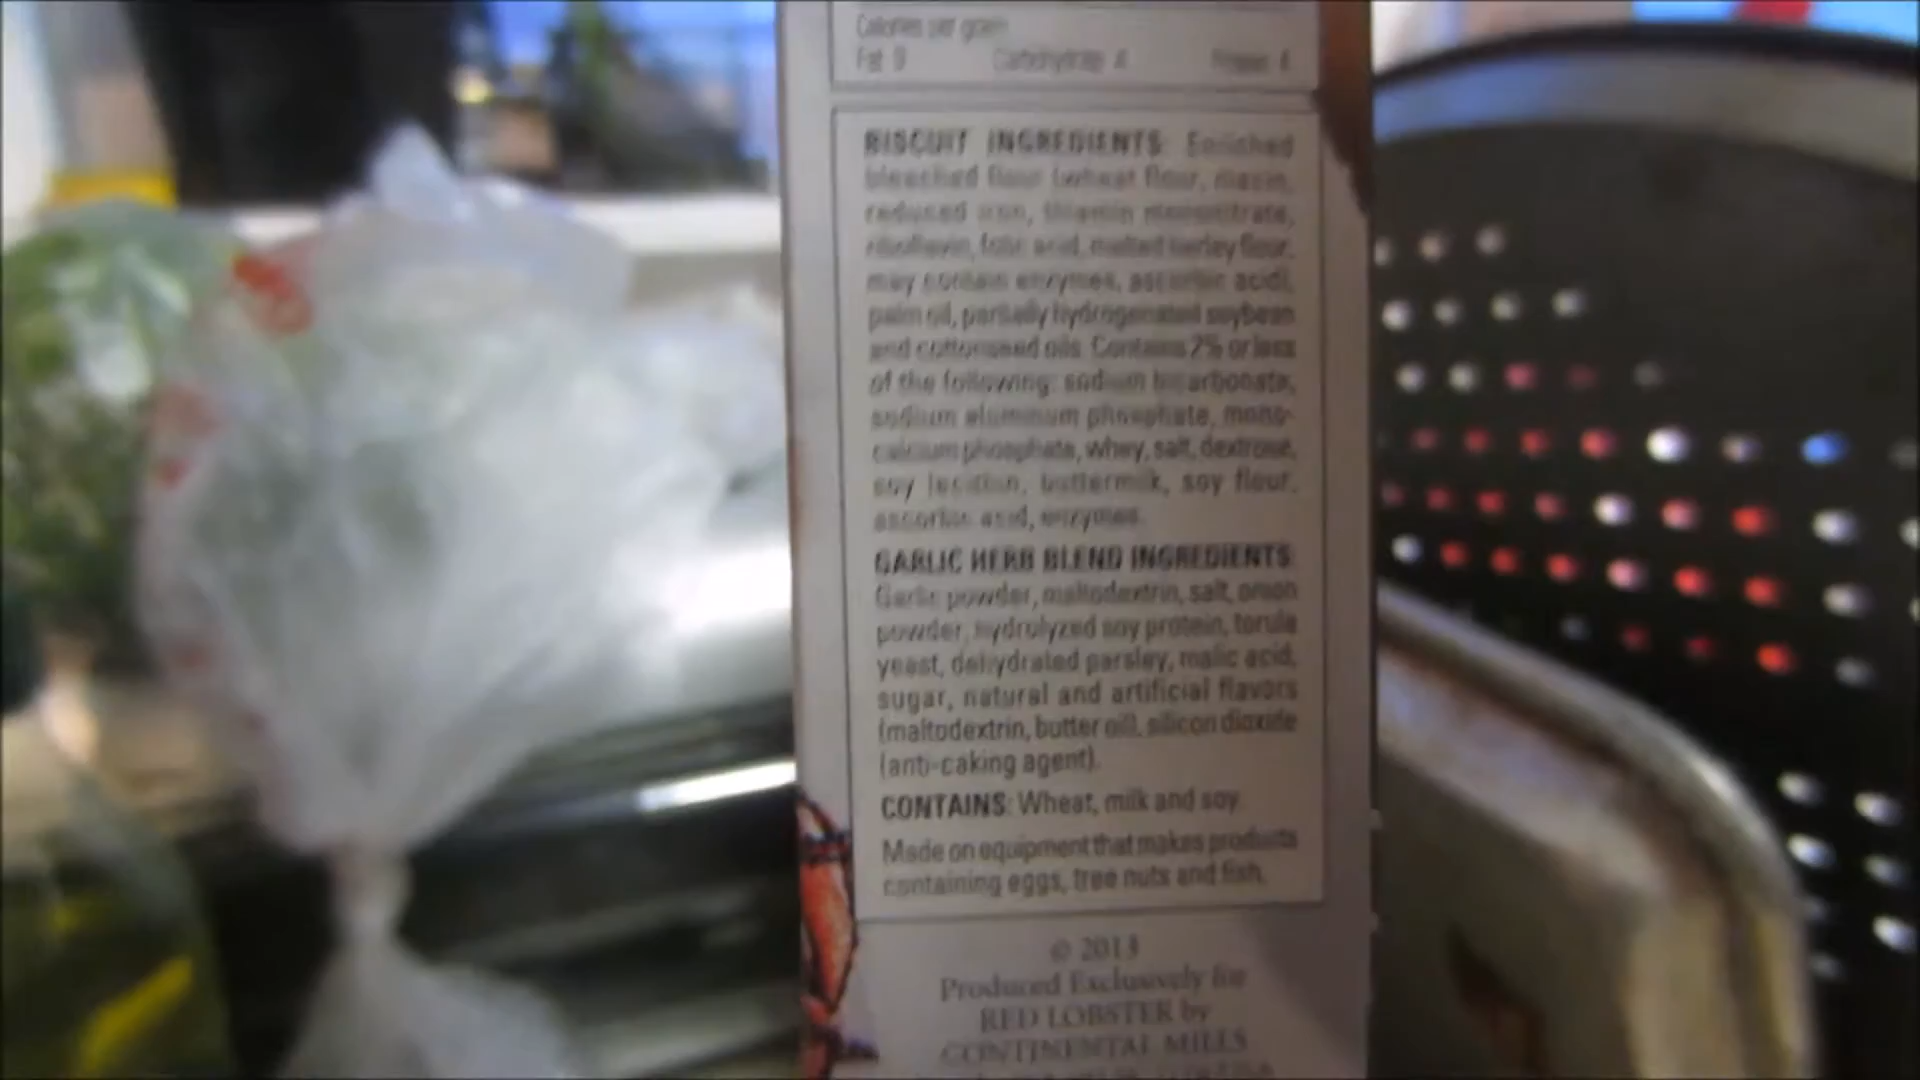 Calories per gram
Fat 9 Carbohydrate 4 Protein 4
BISCUIT INGREDIENTS: Enriched
bleached flour (wheat flour, niacin,
reduced iron, thiamin mononitrate,
riboflavin, folic acid, malted barley flour,
may contain enzymes, ascorbic acid),
palm oil, partially hydrogenated soybean
and cottonseed oils. Contains 2% or less
of the following: sodium bicarbonate,
sodium aluminum phosphate, mono-
calcium phosphate, whey, salt, dextrose,
soy lecithin, buttermilk, soy flour,
ascorbic acid, enzymes.
GARLIC HERB BLEND INGREDIENTS:
Garlic powder, maltodextrin, salt, onion
powder, hydrolyzed soy protein, torula
yeast, dehydrated parsley, malic acid,
sugar, natural and artificial flavors
(maltodextrin, butter oil), silicon dioxide
(anti-caking agent).
CONTAINS: Wheat, milk and soy.
Made on equipment that makes products
containing eggs, tree nuts and fish.
© 2013
Produced Exclusively for
RED LOBSTER by
CONTINENTAL MILLS